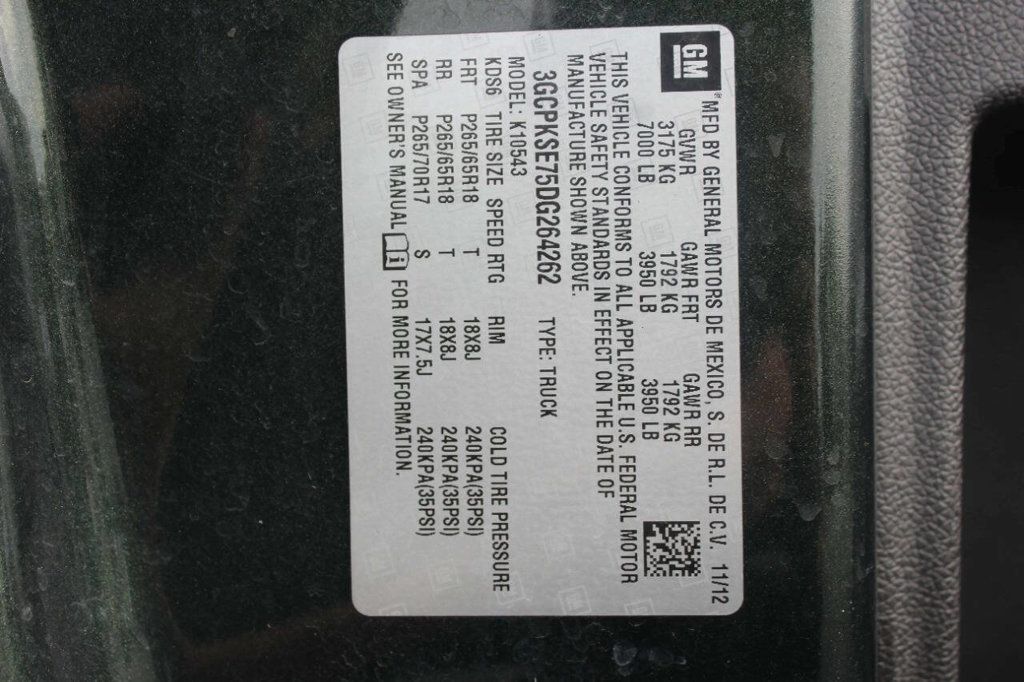 GM
MFD BY GENERAL MOTORS DE MEXICO, S. DE R.L. DE C.V. 11/12
GVWR GAWR FRT GAWR RR
3175 KG 1792 KG 1792 KG
7000 LB 3950 LB 3950 LB
THIS VEHICLE CONFORMS TO ALL APPLICABLE U.S. FEDERAL MOTOR
VEHICLE SAFETY STANDARDS IN EFFECT ON THE DATE OF
MANUFACTURE SHOWN ABOVE.
3GCPKSE75DG264262 TYPE: TRUCK
MODEL: K10543
KDS6 TIRE SIZE SPEED RTG RIM COLD TIRE PRESSURE
FRT P265/65R18 T 18X8J 240KPA(35PSI)
RR P265/65R18 T 18X8J 240KPA(35PSI)
SPA P265/70R17 S 17X7.5J 240KPA(35PSI)
SEE OWNER'S MANUAL i FOR MORE INFORMATION.